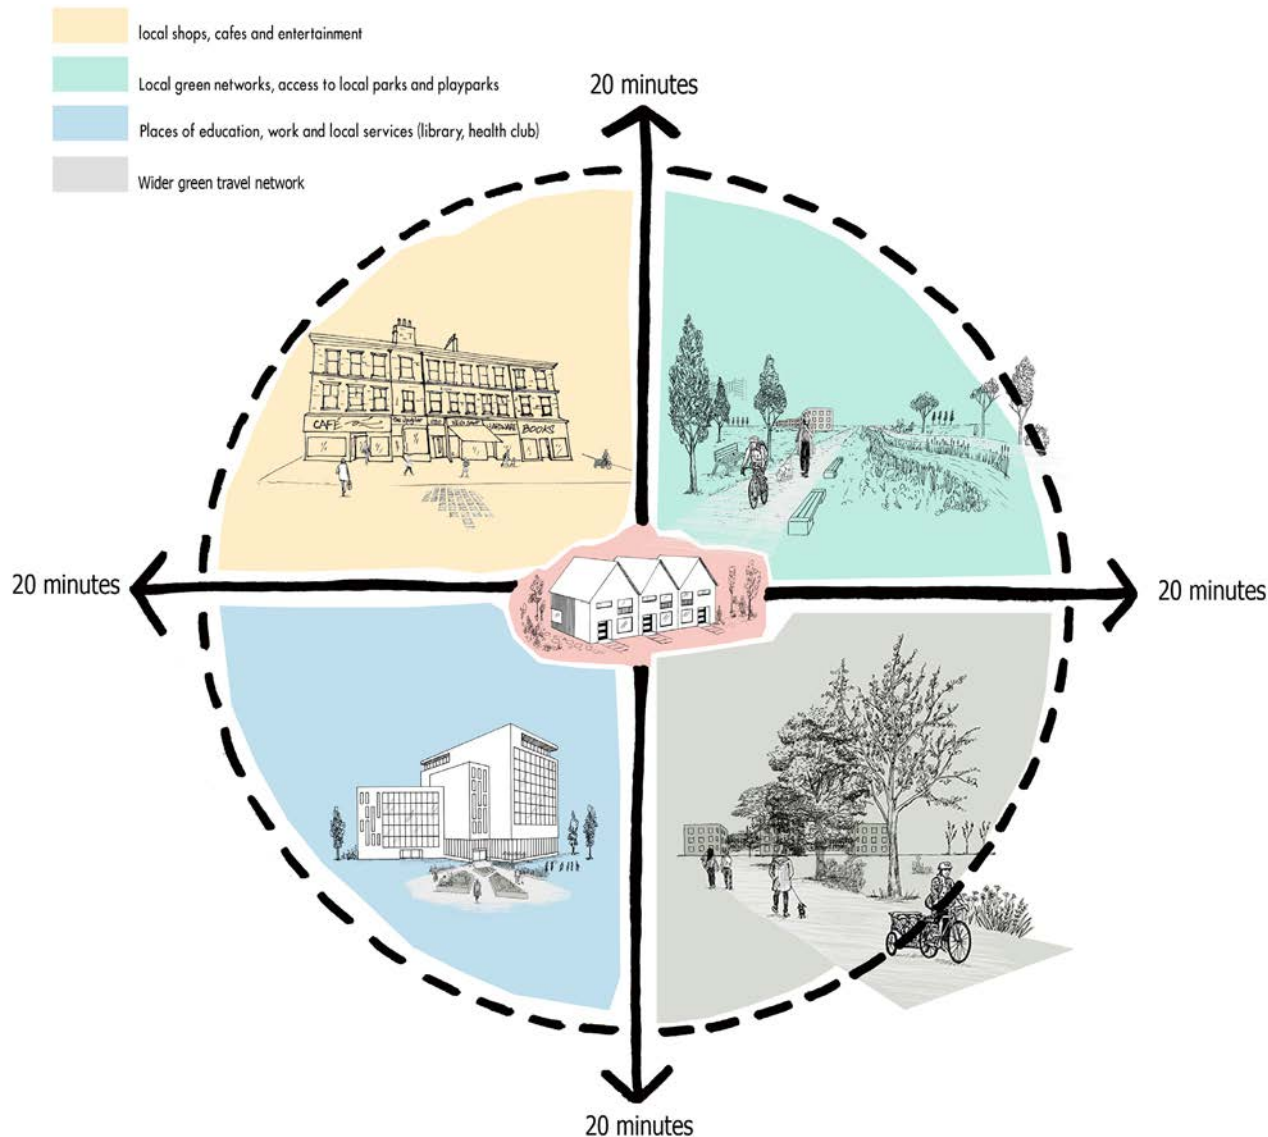 local shops, cafes and entertainment
Local green networks, access to local parks and playparks
Places of education, work and local services (library, health club)
Wider green travel network
20 minutes
CAFE
BOOKS
20 minutes
20 minutes
20 minutes